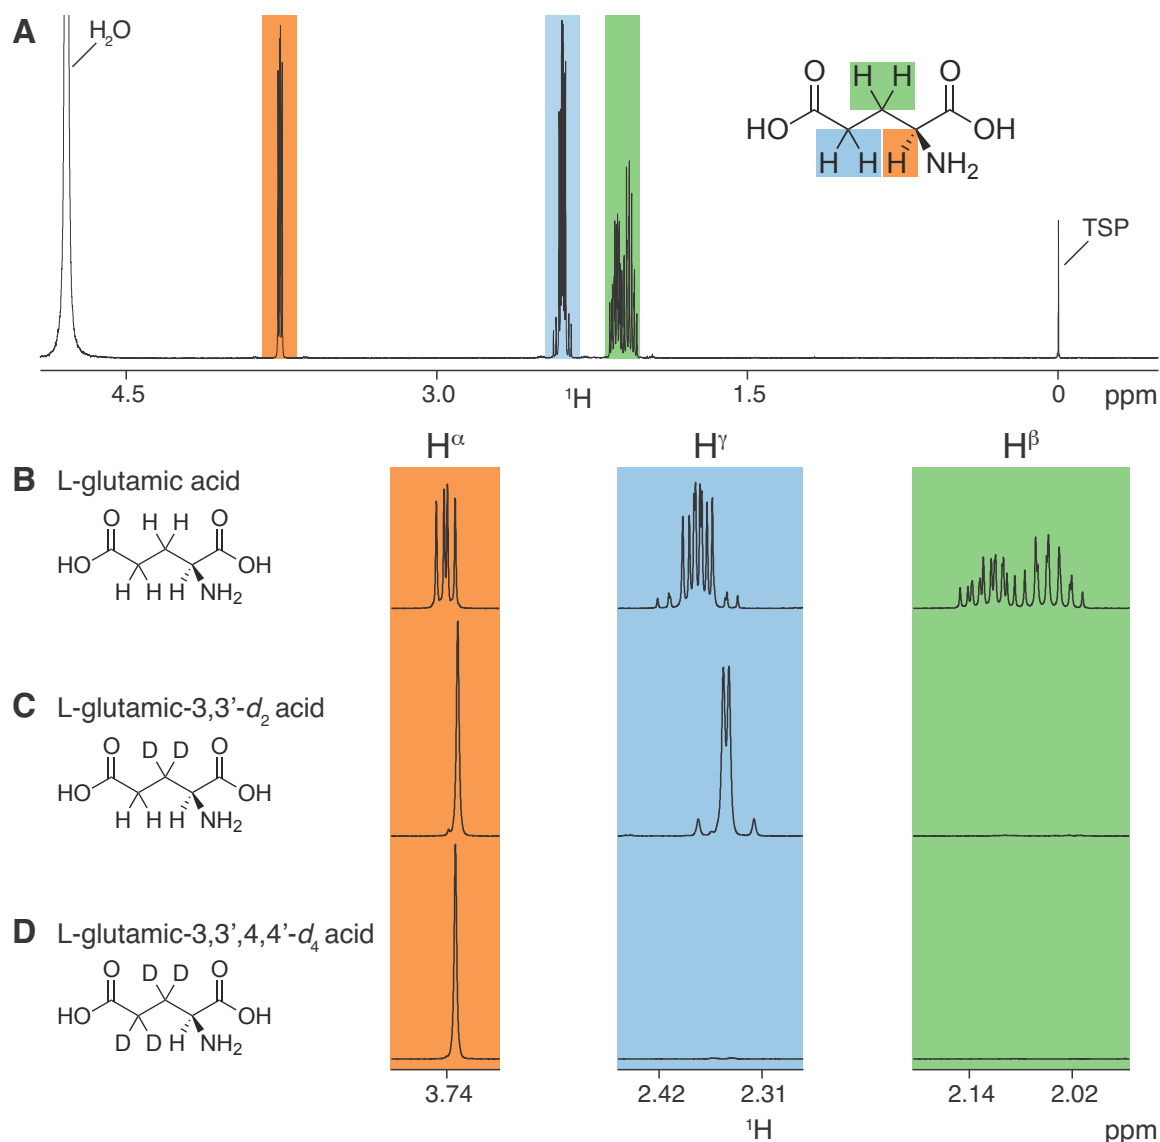 A
H₂O
O H H O
HO OH
H H H NH₂
TSP
4.5 3.0 ¹H 1.5 0 ppm
Hα Hγ Hβ
B L-glutamic acid
O H H O
HO OH
H H H NH₂
C L-glutamic-3,3’-d₂ acid
O D D O
HO OH
H H H NH₂
D L-glutamic-3,3’,4,4’-d₄ acid
O D D O
HO OH
D D H NH₂
3.74 2.42 2.31 2.14 2.02
¹H ppm